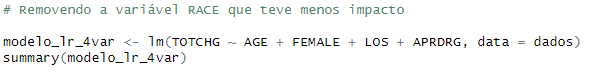 # Removendo a variável RACE que teve menos impacto
modelo_lr_4var <- lm(TOTCHG ~ AGE + FEMALE + LOS + APRDRG, data = dados)
summary(modelo_lr_4var)